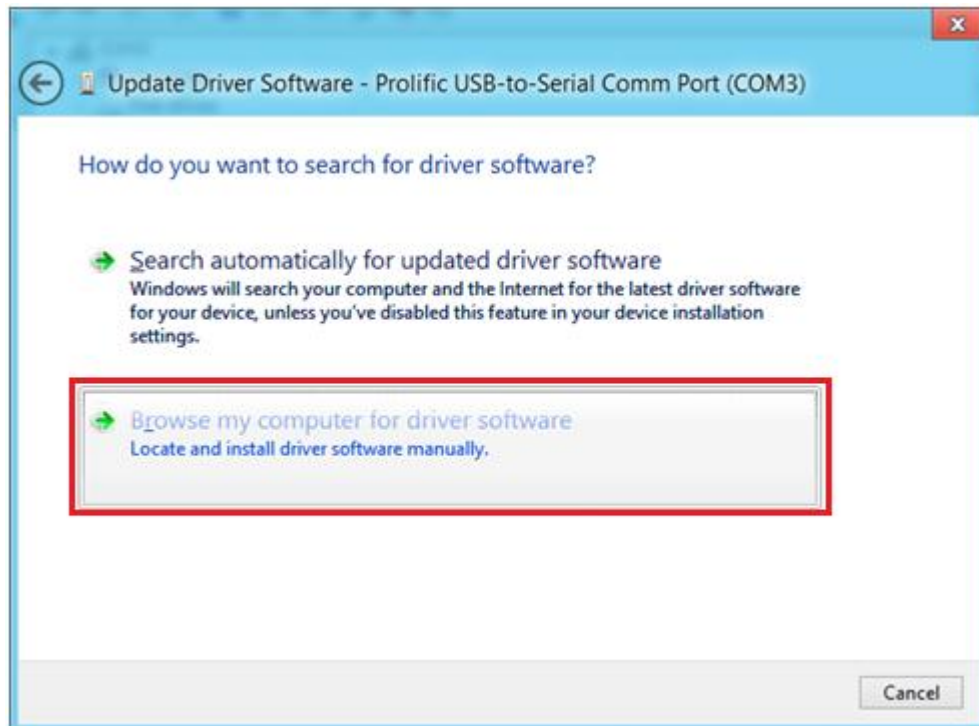 Update Driver Software - Prolific USB-to-Serial Comm Port (COM3)
How do you want to search for driver software?
Search automatically for updated driver software
Windows will search your computer and the Internet for the latest driver software
for your device, unless you've disabled this feature in your device installation
settings.
Browse my computer for driver software
Locate and install driver software manually.
Cancel